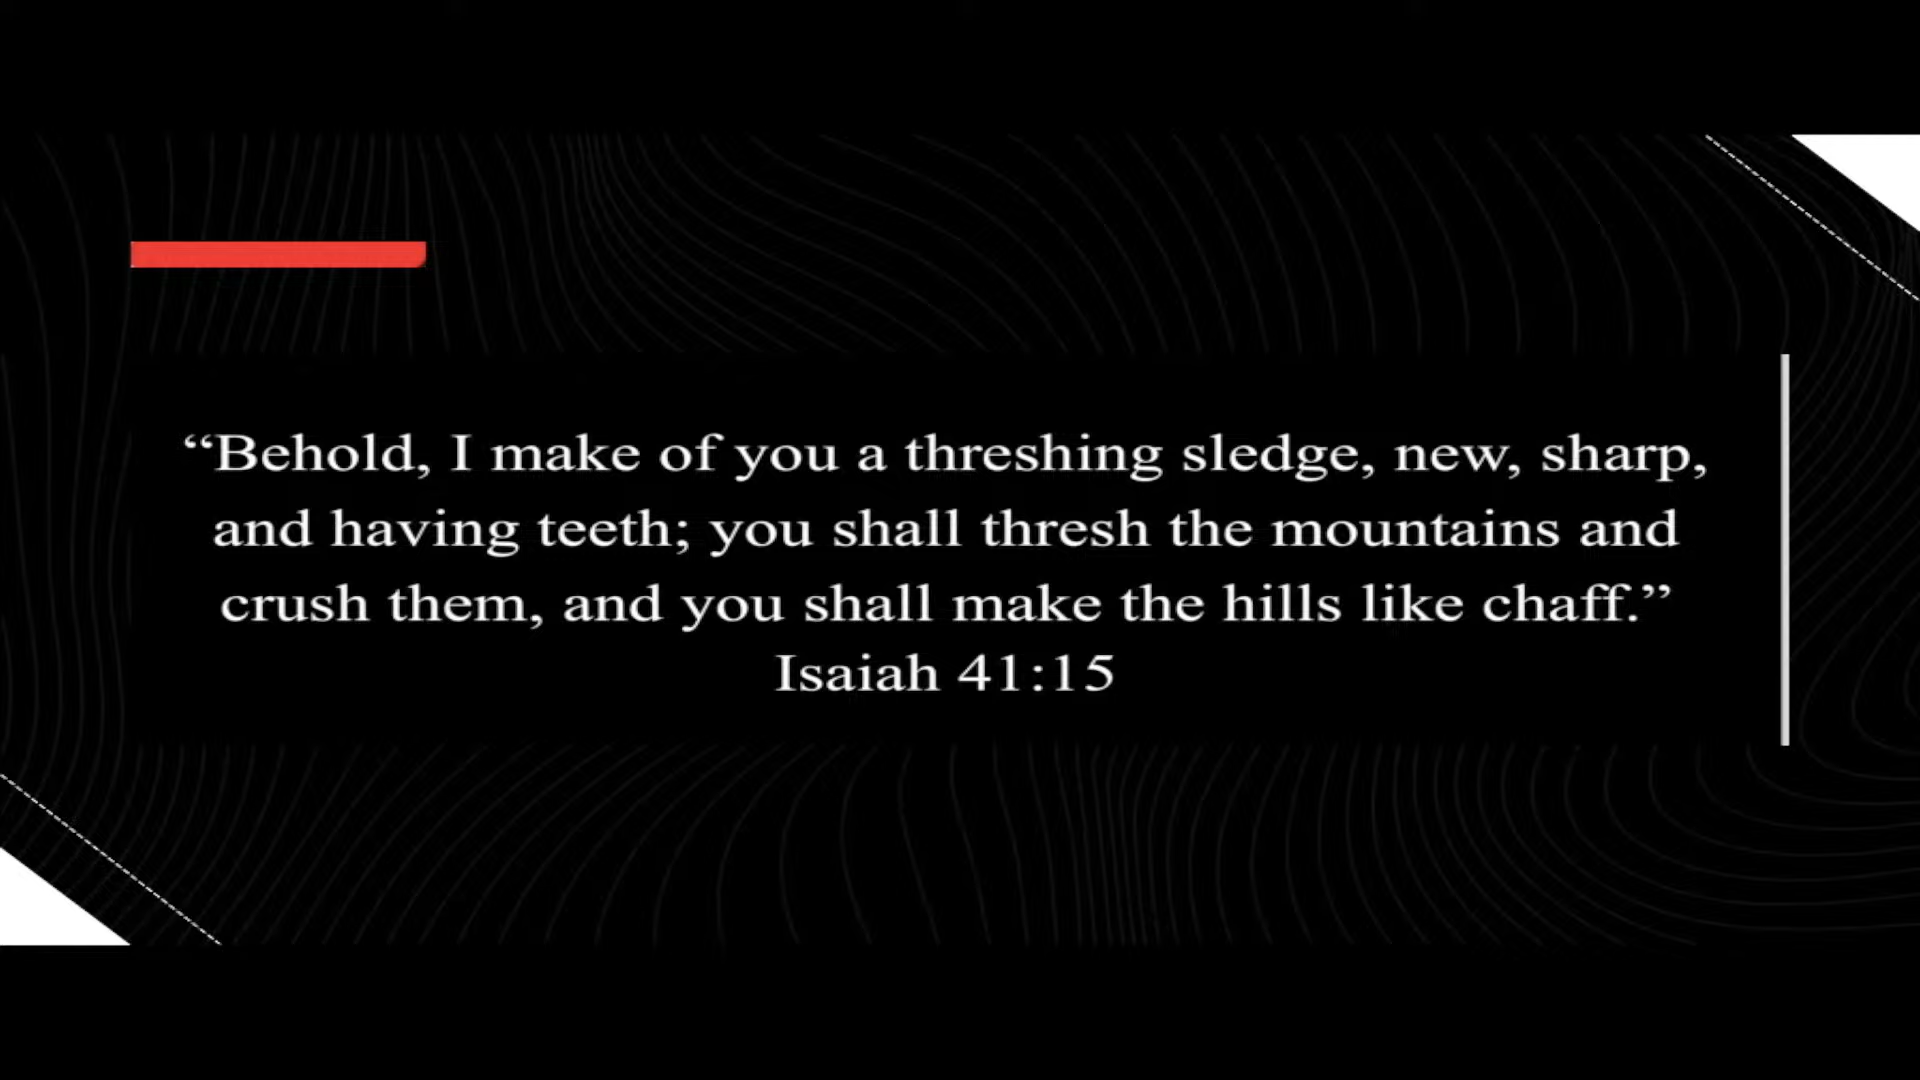 “Behold, I make of you a threshing sledge, new, sharp,
and having teeth; you shall thresh the mountains and
crush them, and you shall make the hills like chaff.”
Isaiah 41:15